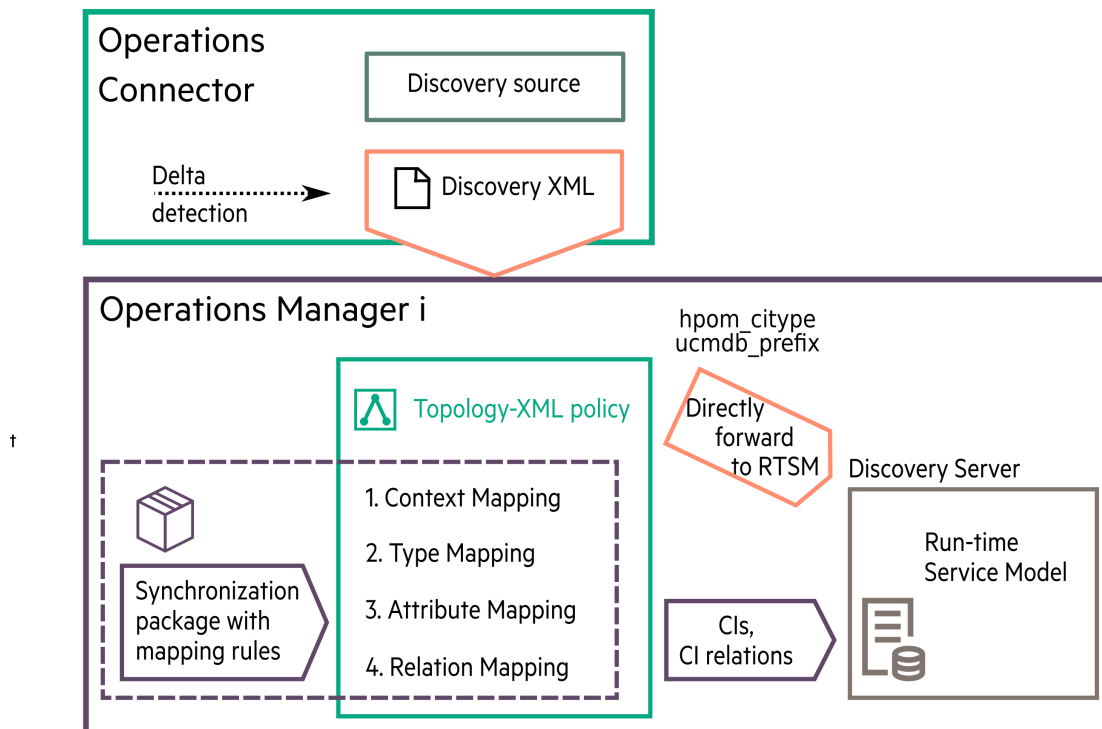 Operations
Connector
Discovery source
Delta
detection
Discovery XML
Operations Manager i
hpom_citype
ucmdb_prefix
Topology-XML policy
Directly
forward
to RTSM
†
Discovery Server
1. Context Mapping
2. Type Mapping
3. Attribute Mapping
4. Relation Mapping
Synchronization
package with
mapping rules
CIs,
CI relations
Run-time
Service Model